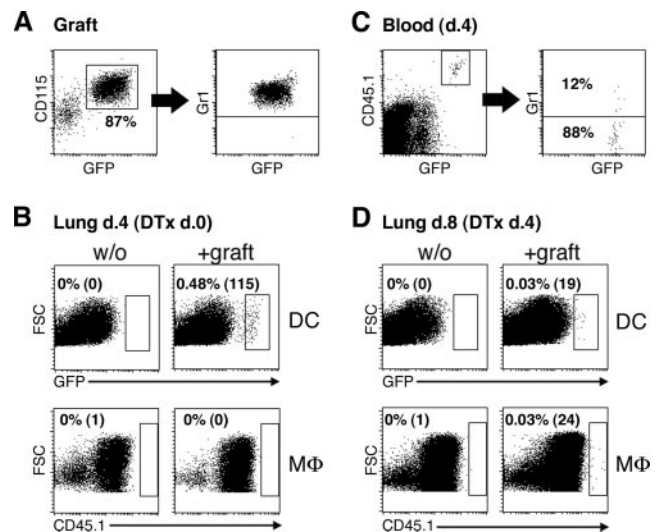 A Graft
CD115
87%
GFP
Gr1
GFP
C Blood (d.4)
CD45.1
GFP
Gr1
12%
88%
GFP
B Lung d.4 (DTx d.0)
w/o +graft
FSC
0% (0)
0.48% (115)
DC
GFP
FSC
0% (1)
0% (0)
MΦ
CD45.1
D Lung d.8 (DTx d.4)
w/o +graft
FSC
0% (0)
0.03% (19)
DC
GFP
FSC
0% (1)
0.03% (24)
MΦ
CD45.1